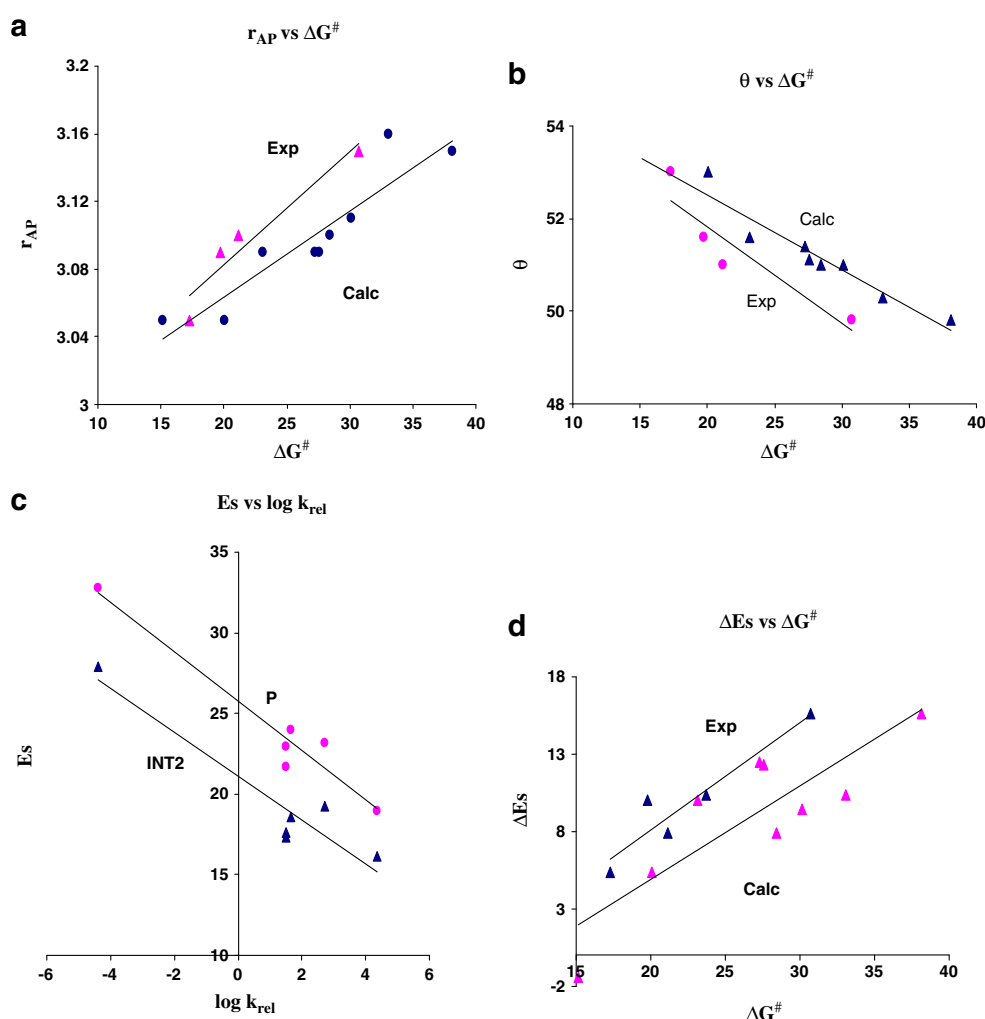 a
r_AP vs ΔG^#
3.2
3.16
3.12
3.08
3.04
3
r_AP
Exp
Calc
10 15 20 25 30 35 40
ΔG^#
b
θ vs ΔG^#
54
52
50
48
θ
Calc
Exp
10 15 20 25 30 35 40
ΔG^#
c
Es vs log k_rel
35
30
25
20
15
10
Es
P
INT2
-6 -4 -2 0 2 4 6
log k_rel
d
ΔEs vs ΔG^#
18
13
8
3
-2
ΔEs
Exp
Calc
15 20 25 30 35 40
ΔG^#